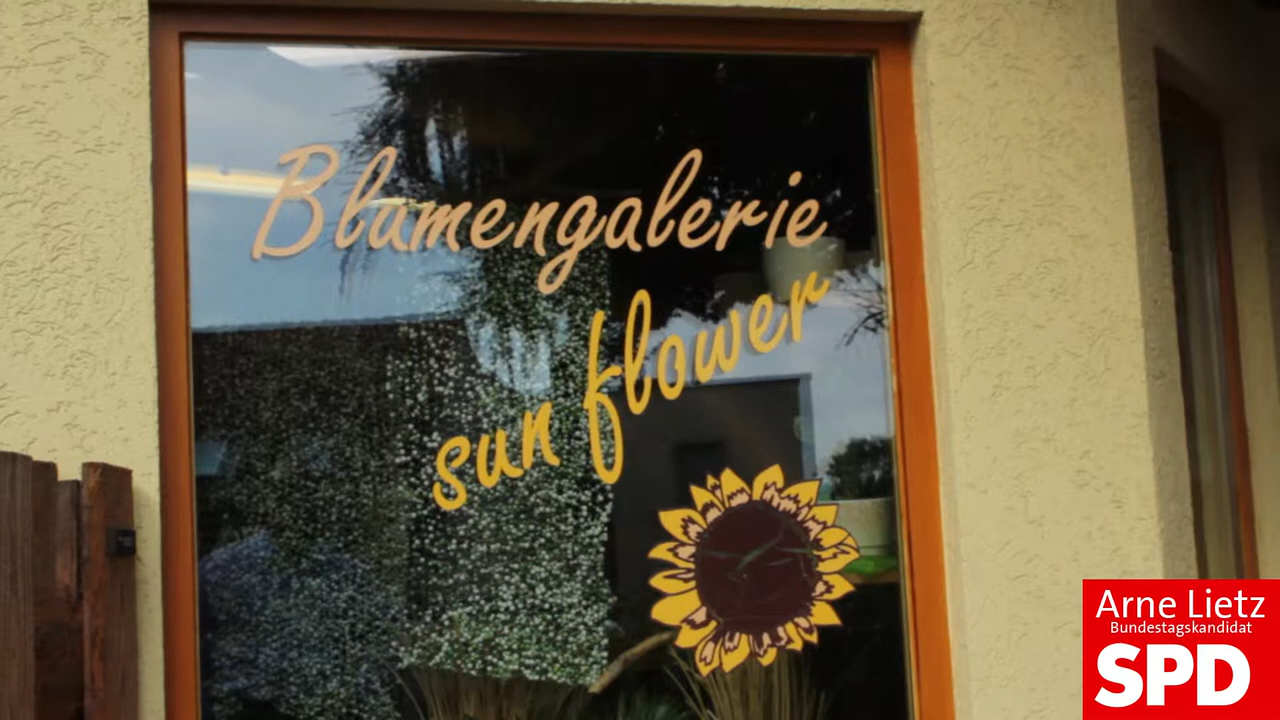 Blumengalerie
sun flower
Arne Lietz
Bundestagskandidat
SPD